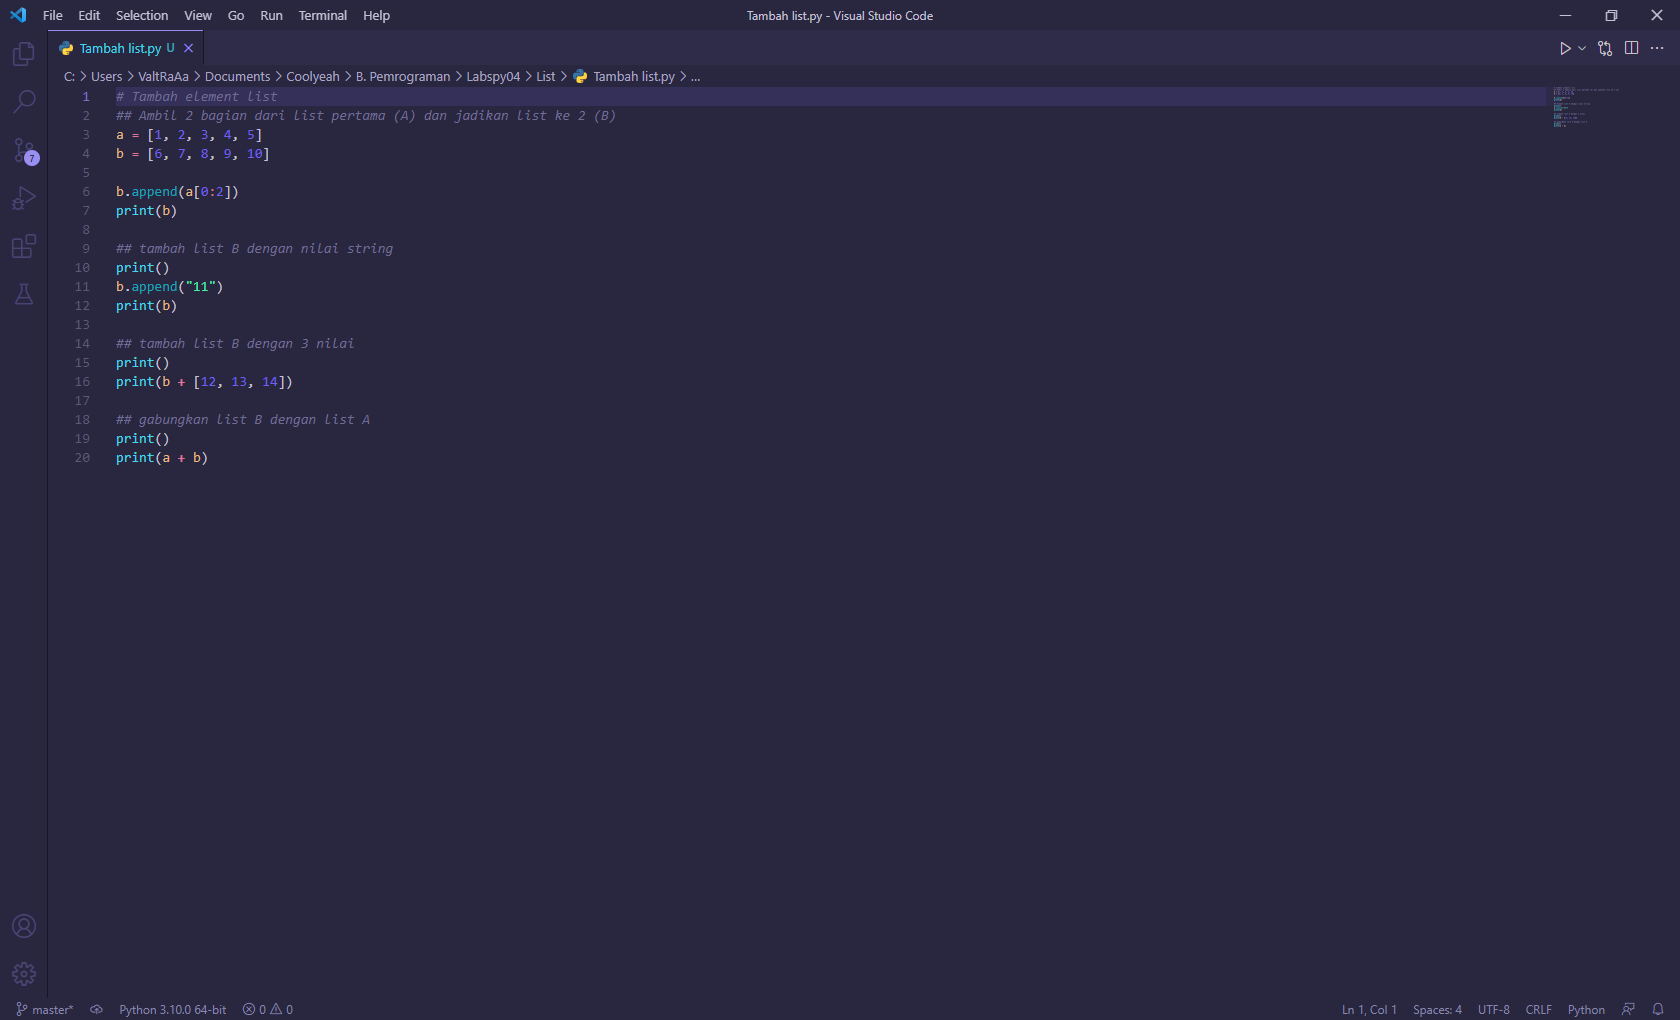 File Edit Selection View Go Run Terminal Help
Tambah list.py - Visual Studio Code
Tambah list.py U
C: > Users > ValtRaAa > Documents > Coolyeah > B. Pemrograman > Labspy04 > List > Tambah list.py > ...
1 # Tambah element list
2 ## Ambil 2 bagian dari list pertama (A) dan jadikan list ke 2 (B)
3 a = [1, 2, 3, 4, 5]
4 b = [6, 7, 8, 9, 10]
5
6 b.append(a[0:2])
7 print(b)
8
9 ## tambah list B dengan nilai string
10 print()
11 b.append("11")
12 print(b)
13
14 ## tambah list B dengan 3 nilai
15 print()
16 print(b + [12, 13, 14])
17
18 ## gabungkan list B dengan list A
19 print()
20 print(a + b)
7
master* Python 3.10.0 64-bit 0 0
Ln 1, Col 1 Spaces: 4 UTF-8 CRLF Python